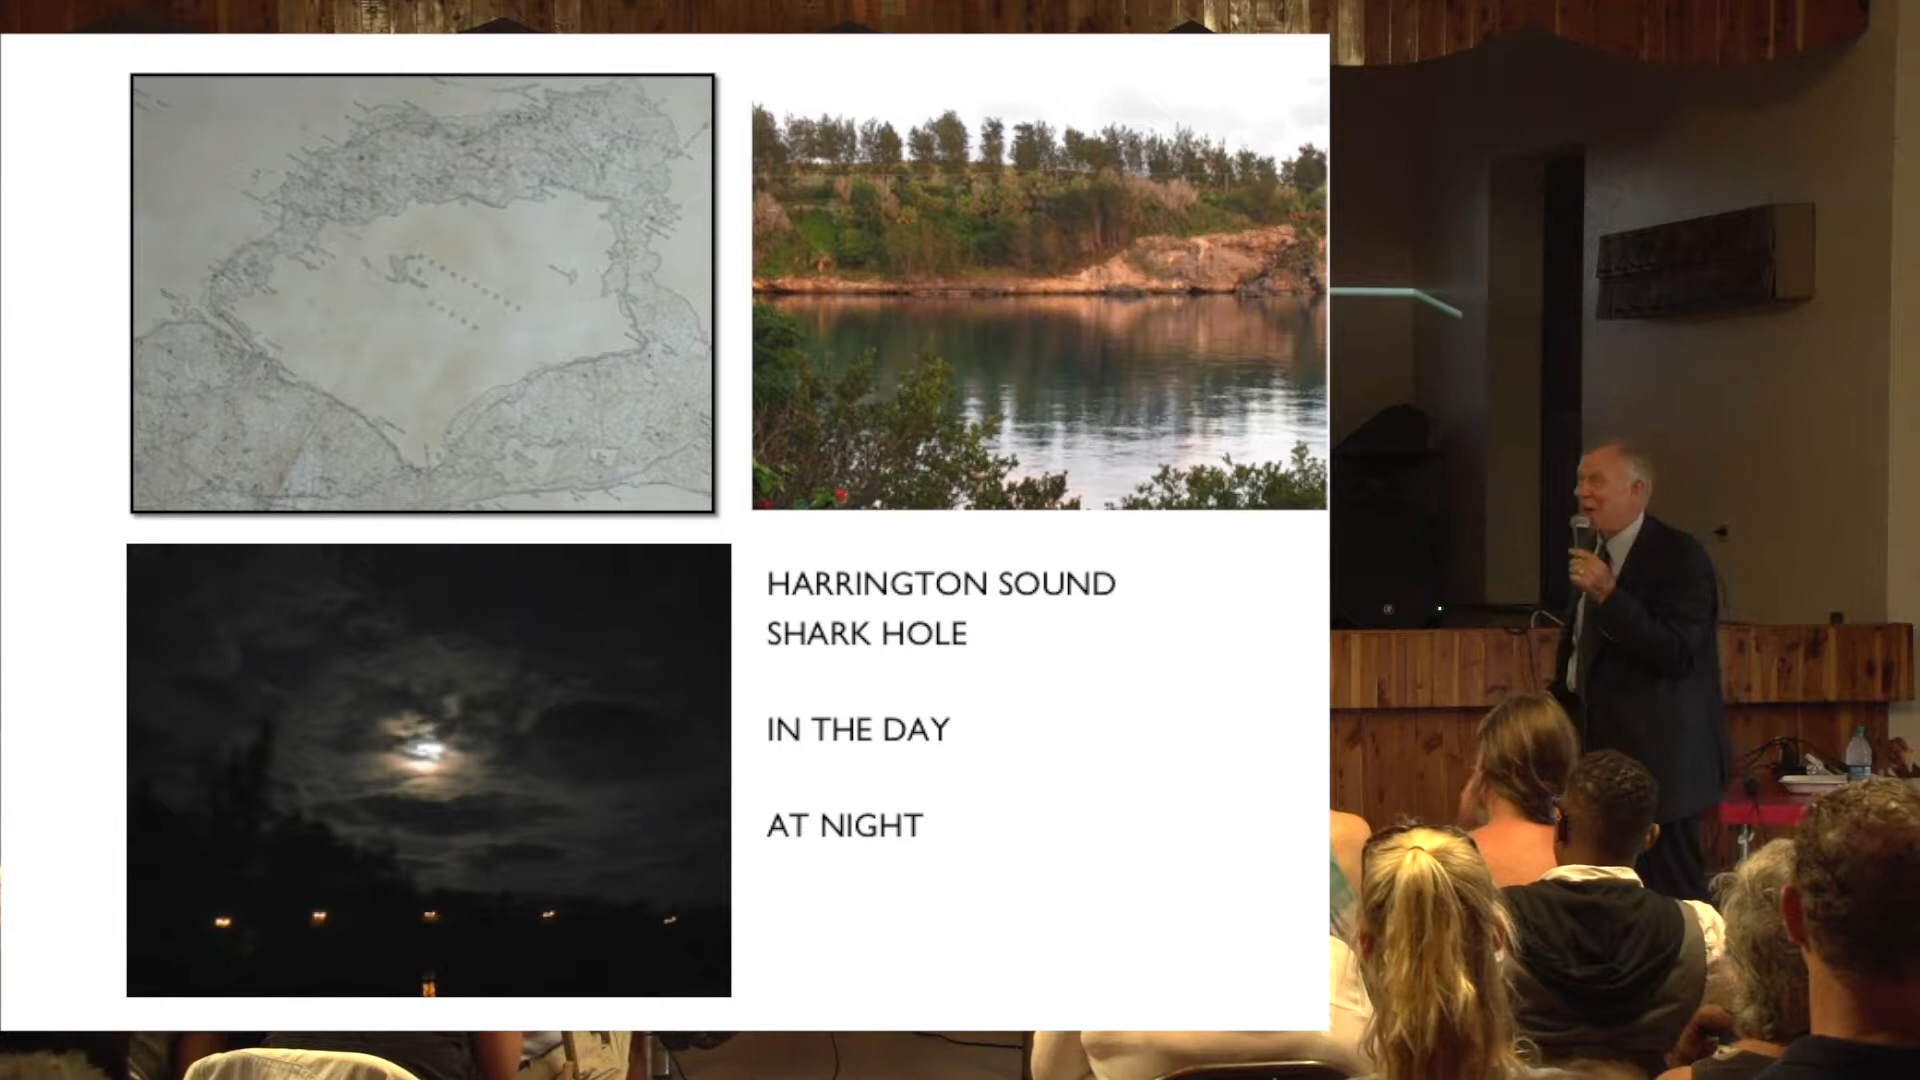 HARRINGTON SOUND
SHARK HOLE
IN THE DAY
AT NIGHT